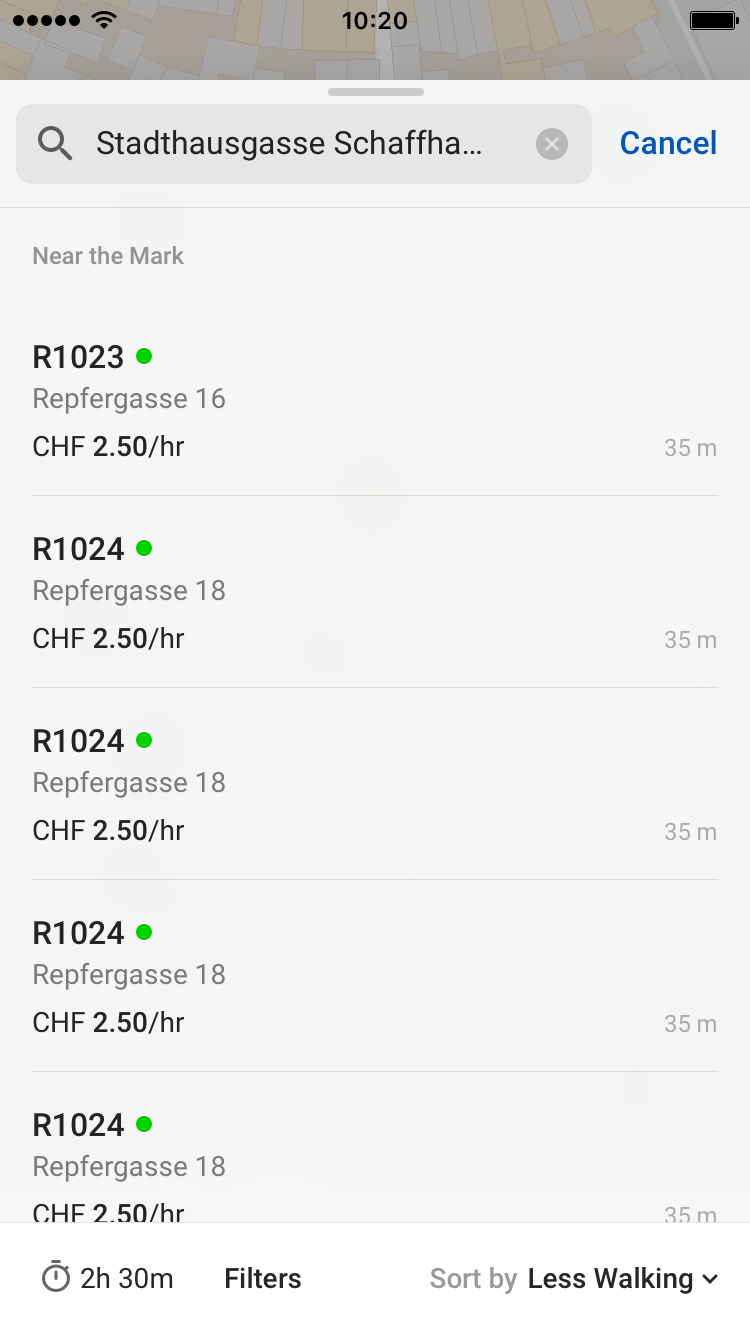 10:20
Stadthausgasse Schaffha...
Cancel
Near the Mark
R1023
Repfergasse 16
CHF 2.50/hr
35 m
R1024
Repfergasse 18
CHF 2.50/hr
35 m
R1024
Repfergasse 18
CHF 2.50/hr
35 m
R1024
Repfergasse 18
CHF 2.50/hr
35 m
R1024
Repfergasse 18
CHF 2.50/hr
35 m
2h 30m
Filters
Sort by Less Walking